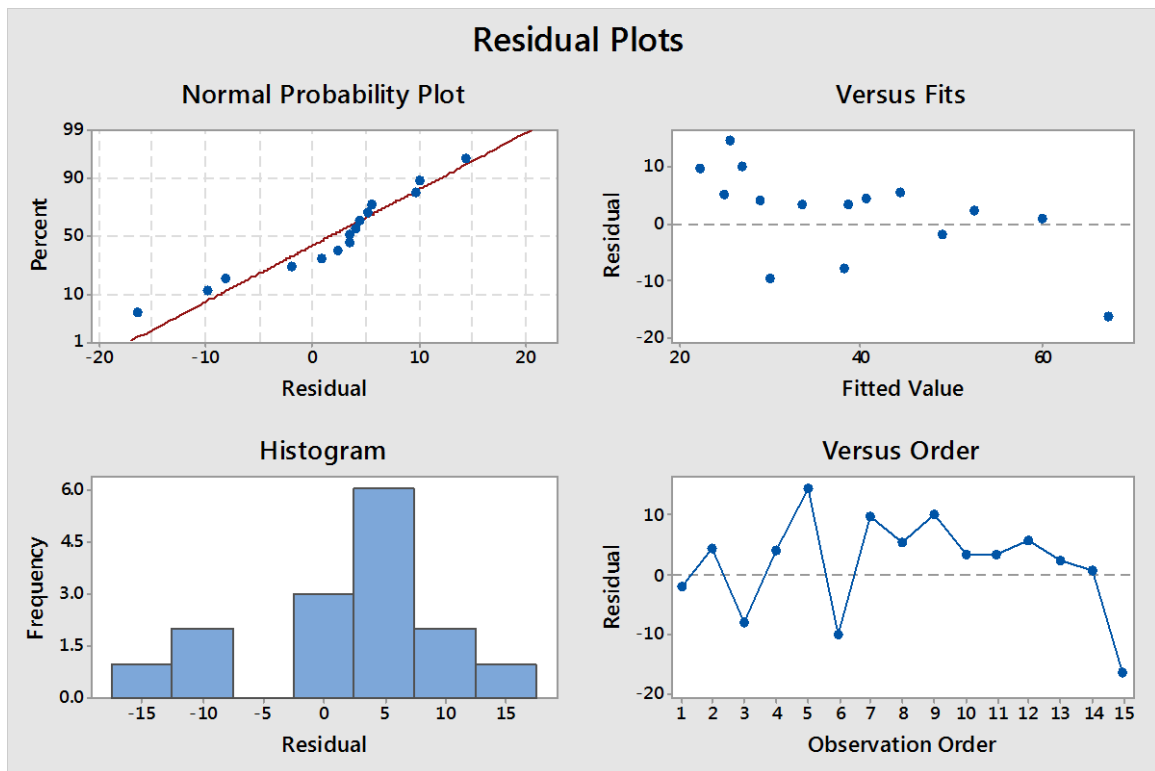 Residual Plots
Normal Probability Plot
99
90
50
10
1
Percent
-20 -10 0 10 20
Residual
Versus Fits
10
0
-10
-20
Residual
20 40 60
Fitted Value
Histogram
6.0
4.5
3.0
1.5
0.0
Frequency
-15 -10 -5 0 5 10 15
Residual
Versus Order
10
0
-10
-20
Residual
1 2 3 4 5 6 7 8 9 10 11 12 13 14 15
Observation Order